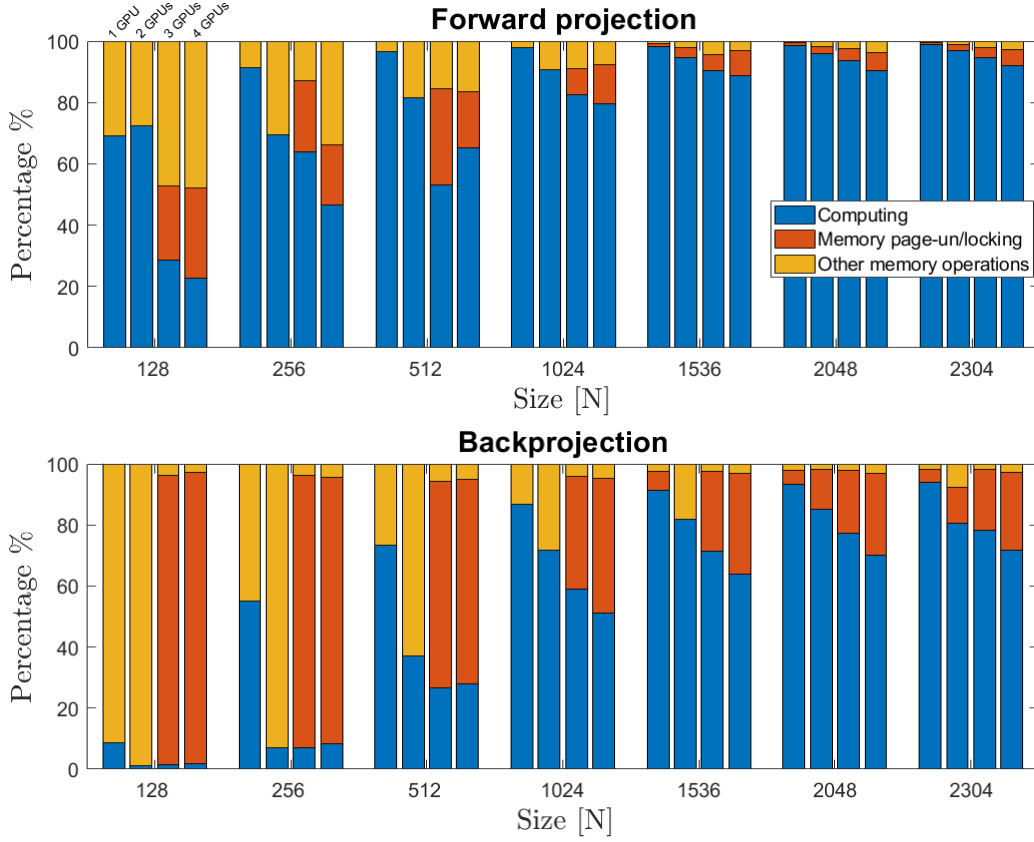 Forward projection
1 GPU
2 GPUs
3 GPUs
4 GPUs
100
80
60
40
20
0
Percentage %
Computing
Memory page-un/locking
Other memory operations
128 256 512 1024 1536 2048 2304
Size [N]
Backprojection
100
80
60
40
20
0
Percentage %
128 256 512 1024 1536 2048 2304
Size [N]